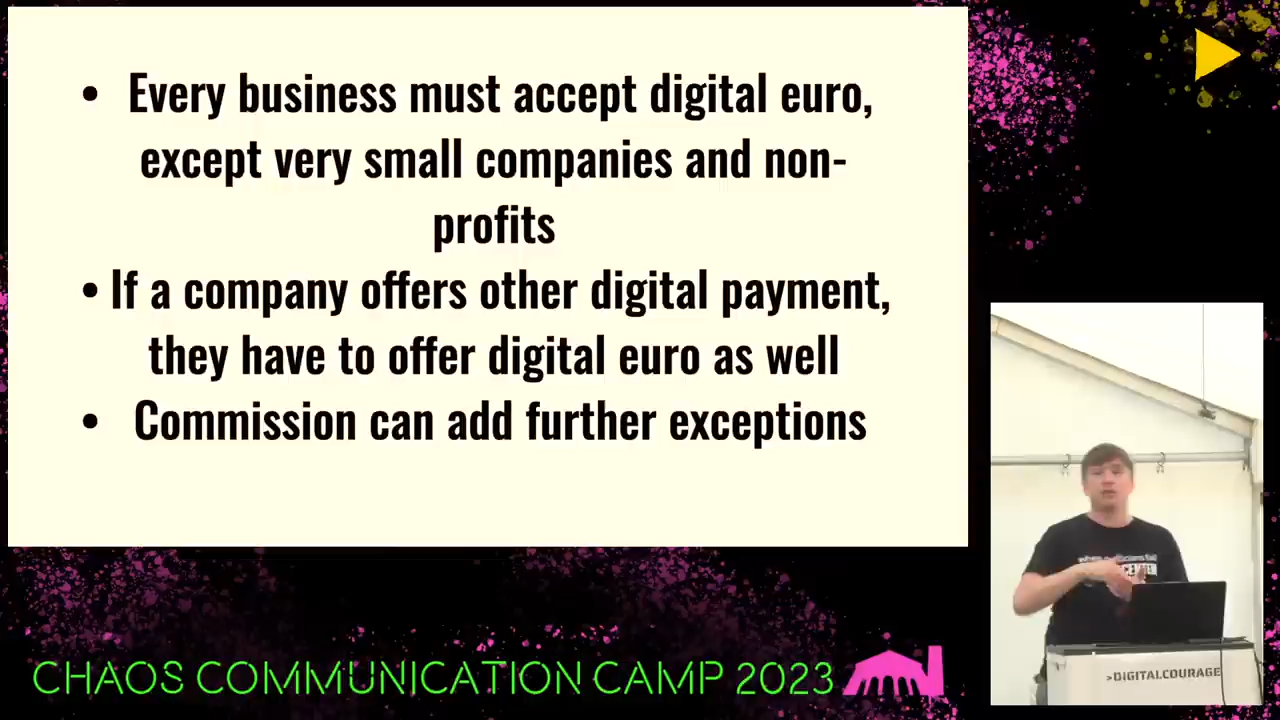 • Every business must accept digital euro,
except very small companies and non-
profits
• If a company offers other digital payment,
they have to offer digital euro as well
• Commission can add further exceptions
>DIGITALCOURAGE
CHAOS COMMUNICATION CAMP 2023